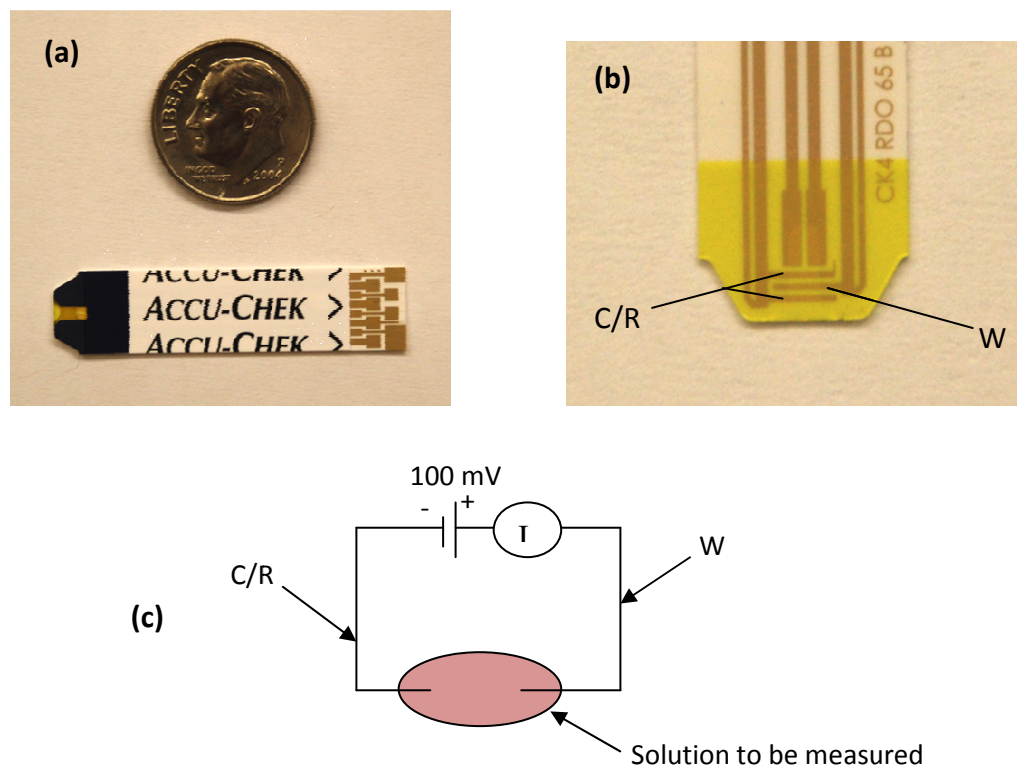 (a)
LIBERTY
IN GOD
WE TRUST
P
2004
ACCU-CHEK >
ACCU-CHEK >
ACCU-CHEK >
(b)
CK4 RDO 65 B
C/R
W
100 mV
- +
I
C/R
W
(c)
Solution to be measured